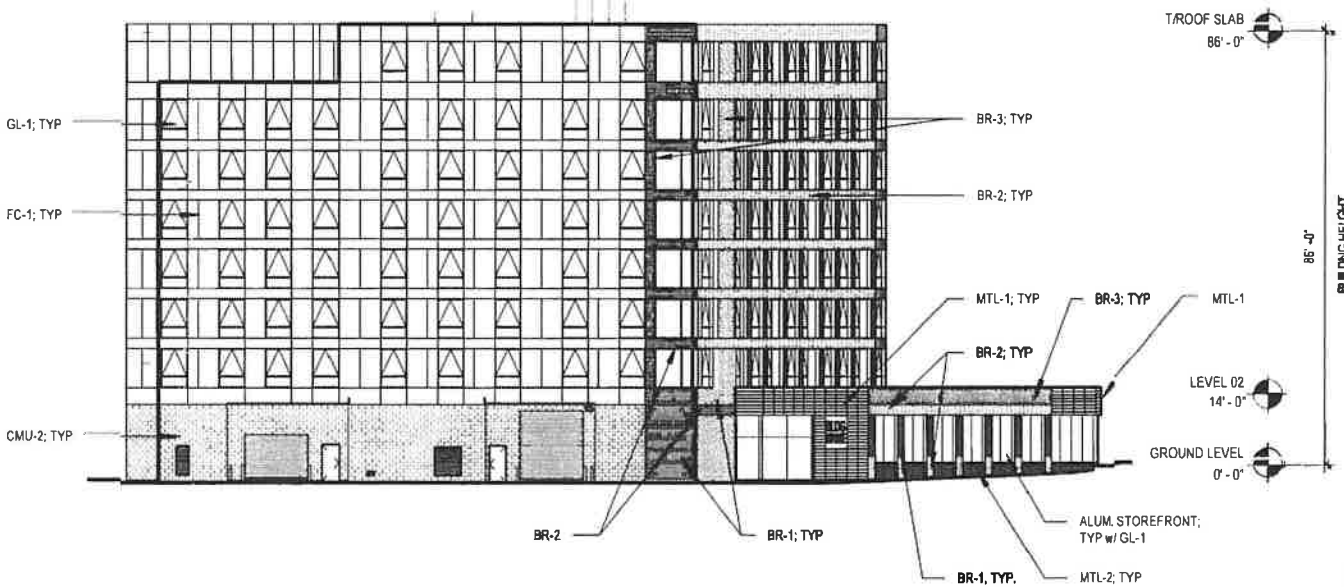 T/ROOF SLAB
86' - 0"
GL-1; TYP
BR-3; TYP
BR-2; TYP
FC-1; TYP
86' -0"
BUILDING HEIGHT
MTL-1; TYP
BR-3; TYP
MTL-1
BR-2; TYP
LEVEL 02
14' - 0"
CMU-2; TYP
GROUND LEVEL
0' - 0"
BR-2
BR-1; TYP
ALUM. STOREFRONT;
TYP w/ GL-1
BR-1, TYP.
MTL-2; TYP